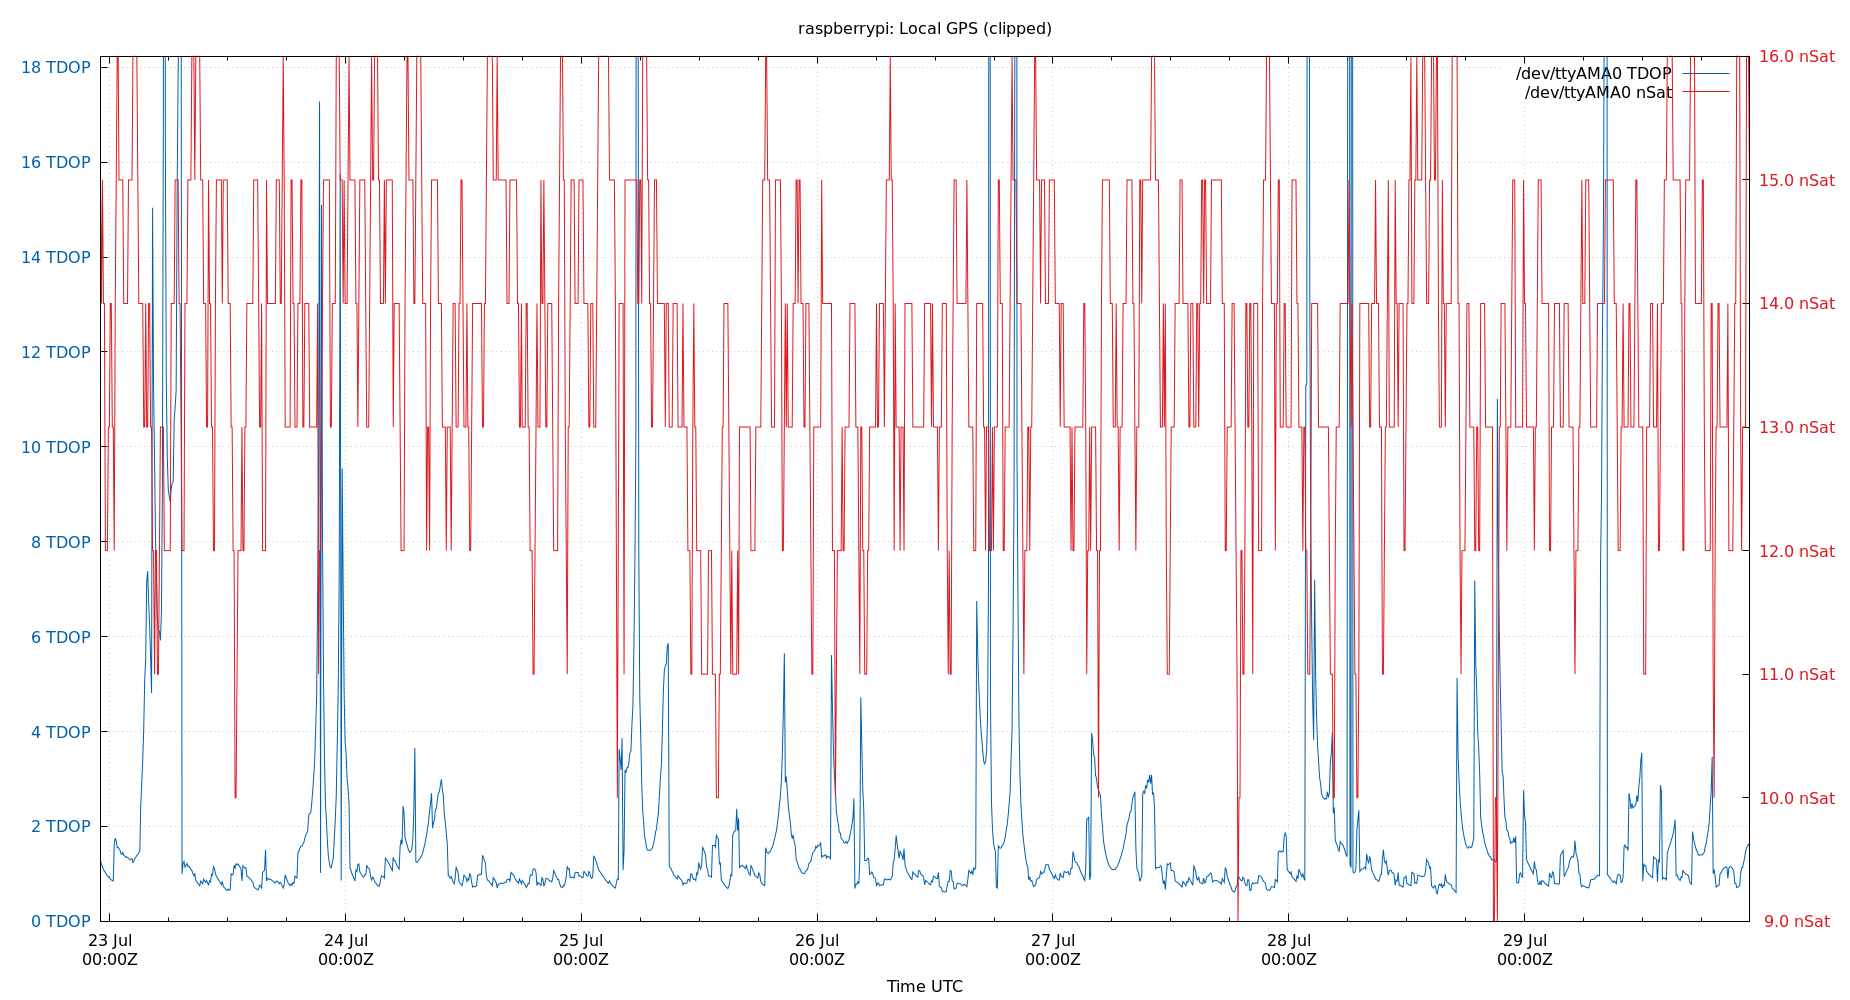 raspberrypi: Local GPS (clipped)
18 TDOP
16 TDOP
14 TDOP
12 TDOP
10 TDOP
8 TDOP
6 TDOP
4 TDOP
2 TDOP
0 TDOP
/dev/ttyAMA0 TDOP
/dev/ttyAMA0 nSat
16.0 nSat
15.0 nSat
14.0 nSat
13.0 nSat
12.0 nSat
11.0 nSat
10.0 nSat
9.0 nSat
23 Jul
00:00Z
24 Jul
00:00Z
25 Jul
00:00Z
26 Jul
00:00Z
27 Jul
00:00Z
28 Jul
00:00Z
29 Jul
00:00Z
Time UTC